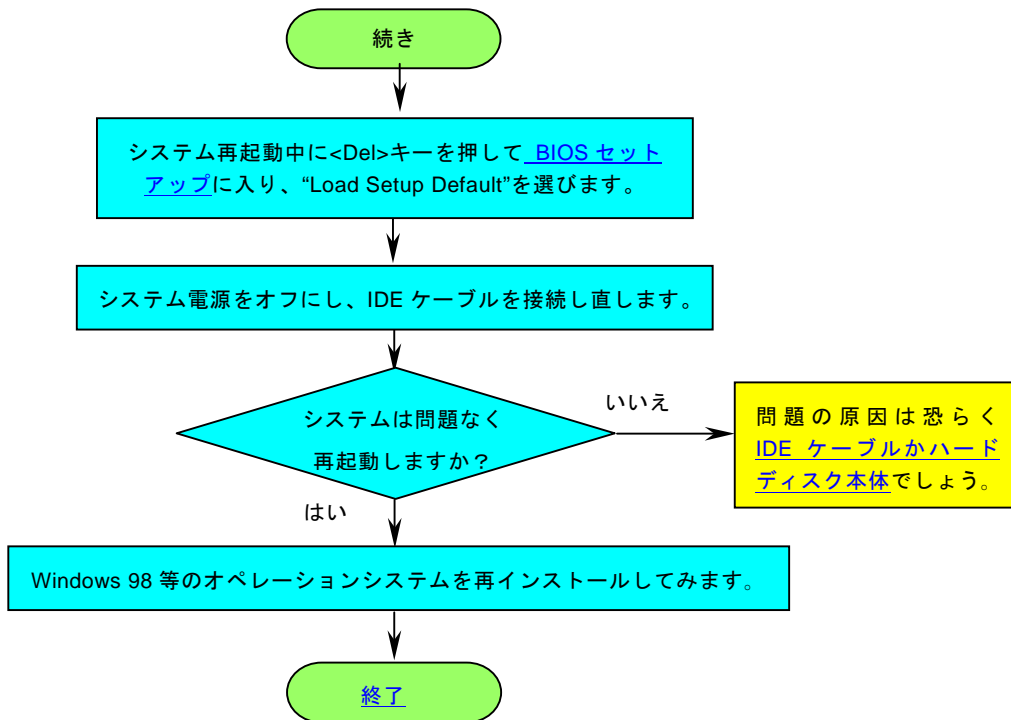 続き
システム再起動中に<Del>キーを押して BIOS セット
アップに入り、“Load Setup Default”を選びます。
システム電源をオフにし、IDE ケーブルを接続し直します。
システムは問題なく
再起動しますか？
いいえ
問題の原因は恐らく
IDE ケーブルかハード
ディスク本体でしょう。
はい
Windows 98 等のオペレーションシステムを再インストールしてみます。
終了